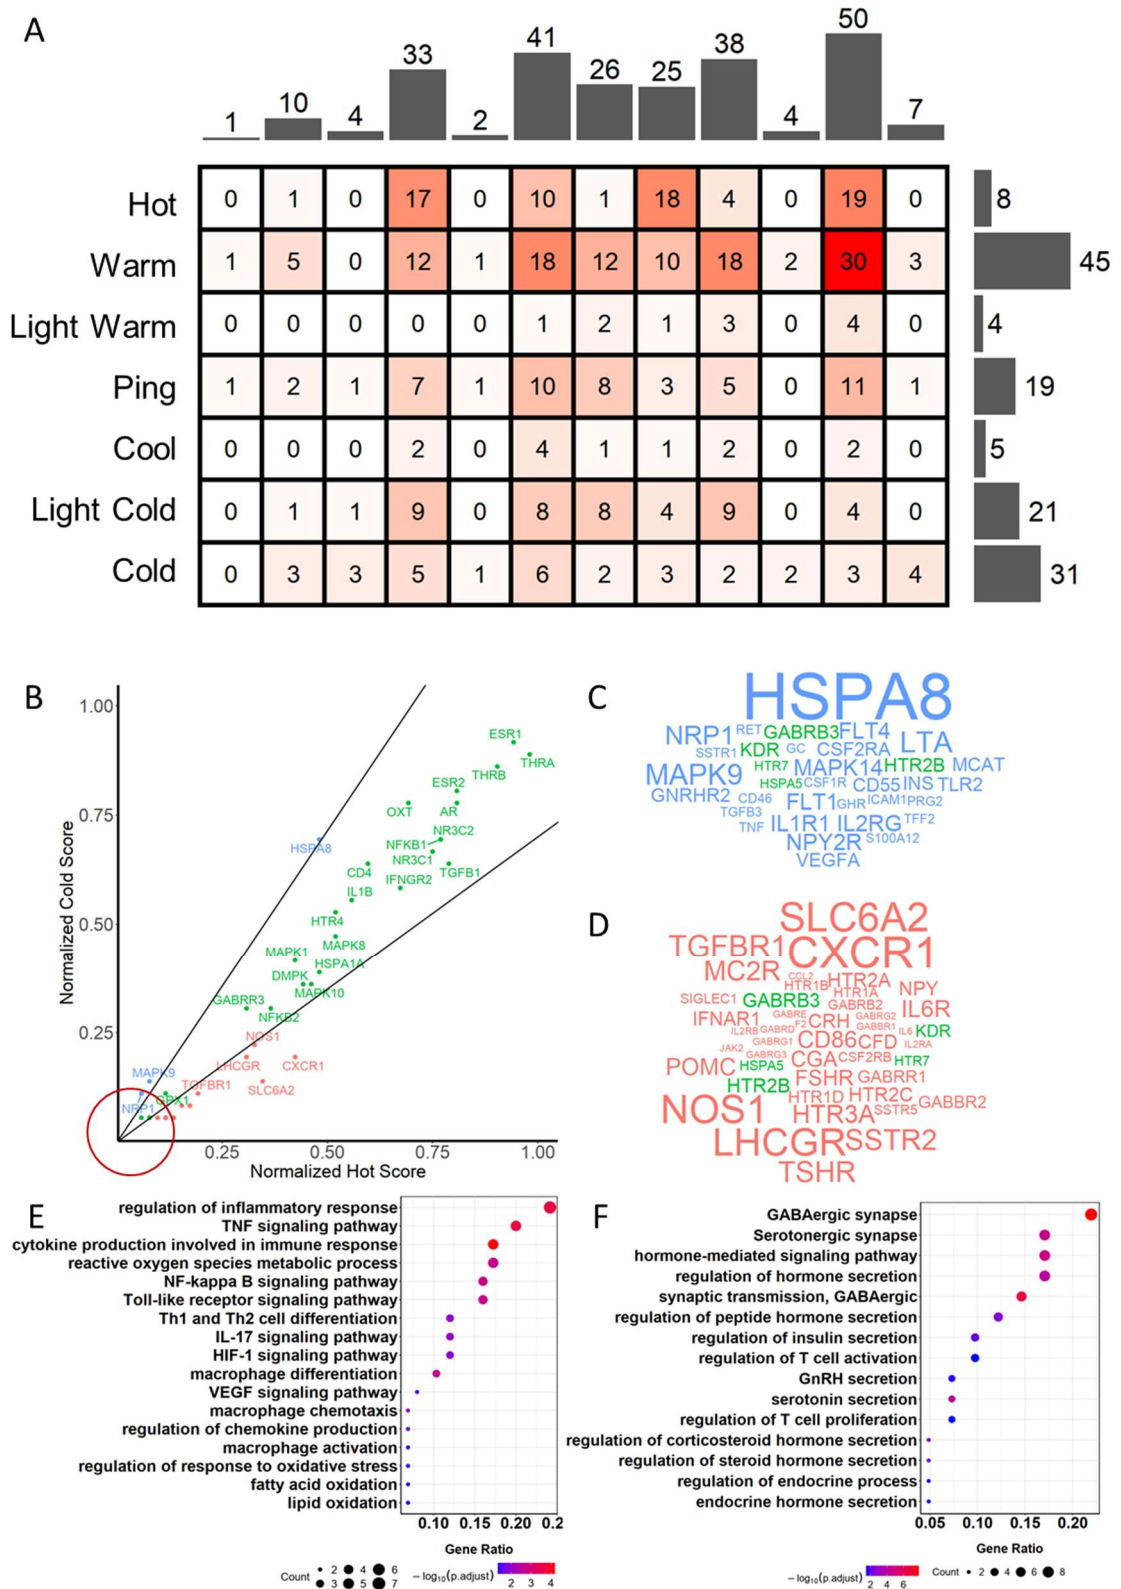 A
1 10 4 33 2 41 26 25 38 4 50 7
Hot 0 1 0 17 0 10 1 18 4 0 19 0 8
Warm 1 5 0 12 1 18 12 10 18 2 30 3 45
Light Warm 0 0 0 0 0 1 2 1 3 0 4 0 4
Ping 1 2 1 7 1 10 8 3 5 0 11 1 19
Cool 0 0 0 2 0 4 1 1 2 0 2 0 5
Light Cold 0 1 1 9 0 8 8 4 9 0 4 0 21
Cold 0 3 3 5 1 6 2 3 2 2 3 4 31
B
Normalized Cold Score
1.00
0.75
0.50
0.25
ESR1
THRA
THRB
ESR2
OXT
AR
NR3C2
HSPA8
NFKB1
NR3C1
CD4
TGFB1
IFNGR2
IL1B
HTR4
MAPK8
MAPK1
HSPA1A
DMPK
MAPK10
GABRR3
NFKB2
NOS1
LHCGR
CXCR1
MAPK9
TGFBR1
SLC6A2
GPX1
NRP1
0.25 0.50 0.75 1.00
Normalized Hot Score
C
HSPA8
NRP1 RET GABRB3 FLT4
SSTR1 KDR GC CSF2RA LTA
MAPK9 HTR7 MAPK14 HTR2B MCAT
HSPA5 CSF1R CD55 INS TLR2
GNRHR2 CD46 FLT1 GHR ICAM1 PRG2
TGFB3
TNF IL1R1 IL2RG TFF2
NPY2R S100A12
VEGFA
D
SLC6A2
TGFBR1 CXCR1
MC2R CCL2 HTR2A
HTR1B HTR1A NPY
SIGLEC1 GABRB3 GABRB2 IL6R
IFNAR1 GABRE F2 CRH GABRG2
IL2RB GABRD GABBR1 IL6 KDR
JAK2 GABRG1 CD86 CFD IL2RA
GABRG3 CGA CSF2RB HTR7
POMC HSPA5 FSHR GABRR1
HTR2B HTR1D HTR2C GABBR2
NOS1 HTR3A SSTR5
LHCGR SSTR2
TSHR
E
regulation of inflammatory response
TNF signaling pathway
cytokine production involved in immune response
reactive oxygen species metabolic process
NF-kappa B signaling pathway
Toll-like receptor signaling pathway
Th1 and Th2 cell differentiation
IL-17 signaling pathway
HIF-1 signaling pathway
macrophage differentiation
VEGF signaling pathway
macrophage chemotaxis
regulation of chemokine production
macrophage activation
regulation of response to oxidative stress
fatty acid oxidation
lipid oxidation
0.10 0.15 0.20 0.2
Gene Ratio
Count 2 4 6
3 5 7
−log10(p.adjust)
2 3 4
F
GABAergic synapse
Serotonergic synapse
hormone-mediated signaling pathway
regulation of hormone secretion
synaptic transmission, GABAergic
regulation of peptide hormone secretion
regulation of insulin secretion
regulation of T cell activation
GnRH secretion
serotonin secretion
regulation of T cell proliferation
regulation of corticosteroid hormone secretion
regulation of steroid hormone secretion
regulation of endocrine process
endocrine hormone secretion
0.05 0.10 0.15 0.20
Gene Ratio
−log10(p.adjust)
2 4 6
Count 2 4 6 8